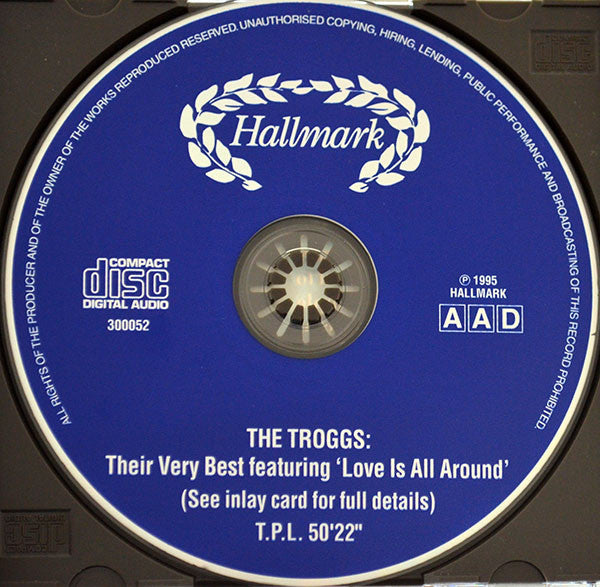 ALL RIGHTS OF THE PRODUCER AND OF THE OWNER OF THE WORKS REPRODUCED RESERVED. UNAUTHORISED COPYING, HIRING, LENDING, PUBLIC PERFORMANCE AND BROADCASTING OF THIS RECORD PROHIBITED.
Hallmark
COMPACT
disc
DIGITAL AUDIO
300052
℗ 1995
HALLMARK
AAD
THE TROGGS:
Their Very Best featuring ‘Love Is All Around’
(See inlay card for full details)
T.P.L. 50'22"